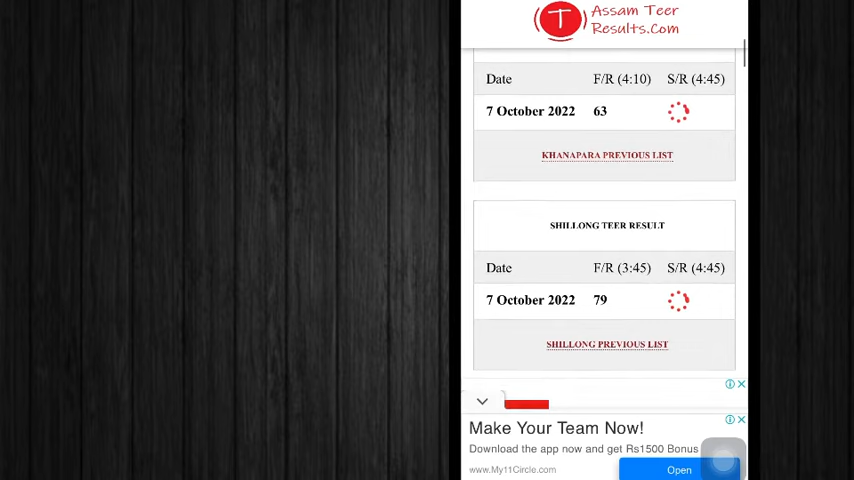 T
Assam Teer
Results.Com
Date F/R (4:10) S/R (4:45)
7 October 2022 63
KHANAPARA PREVIOUS LIST
SHILLONG TEER RESULT
Date F/R (3:45) S/R (4:45)
7 October 2022 79
SHILLONG PREVIOUS LIST
Make Your Team Now!
Download the app now and get Rs1500 Bonus
www.My11Circle.com
Open